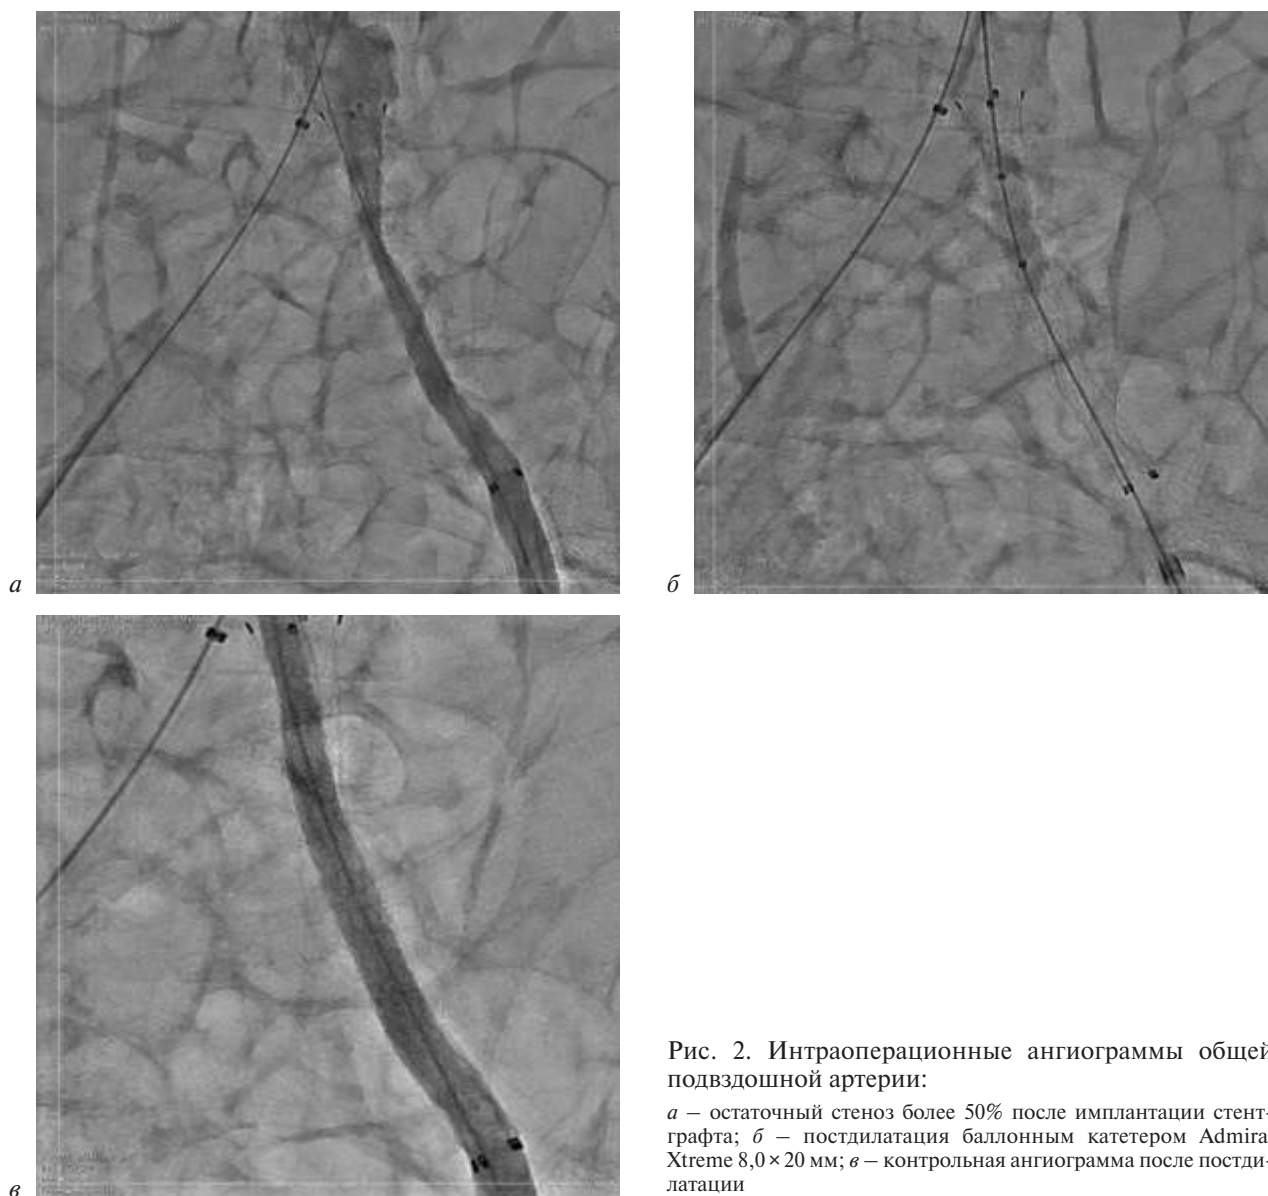 а
б
в
Рис. 2. Интраоперационные ангиограммы общей
подвздошной артерии:
а – остаточный стеноз более 50% после имплантации стент-
графта; б – постдилатация баллонным катетером Admira
Xtreme 8,0 × 20 мм; в – контрольная ангиограмма после постди-
латации